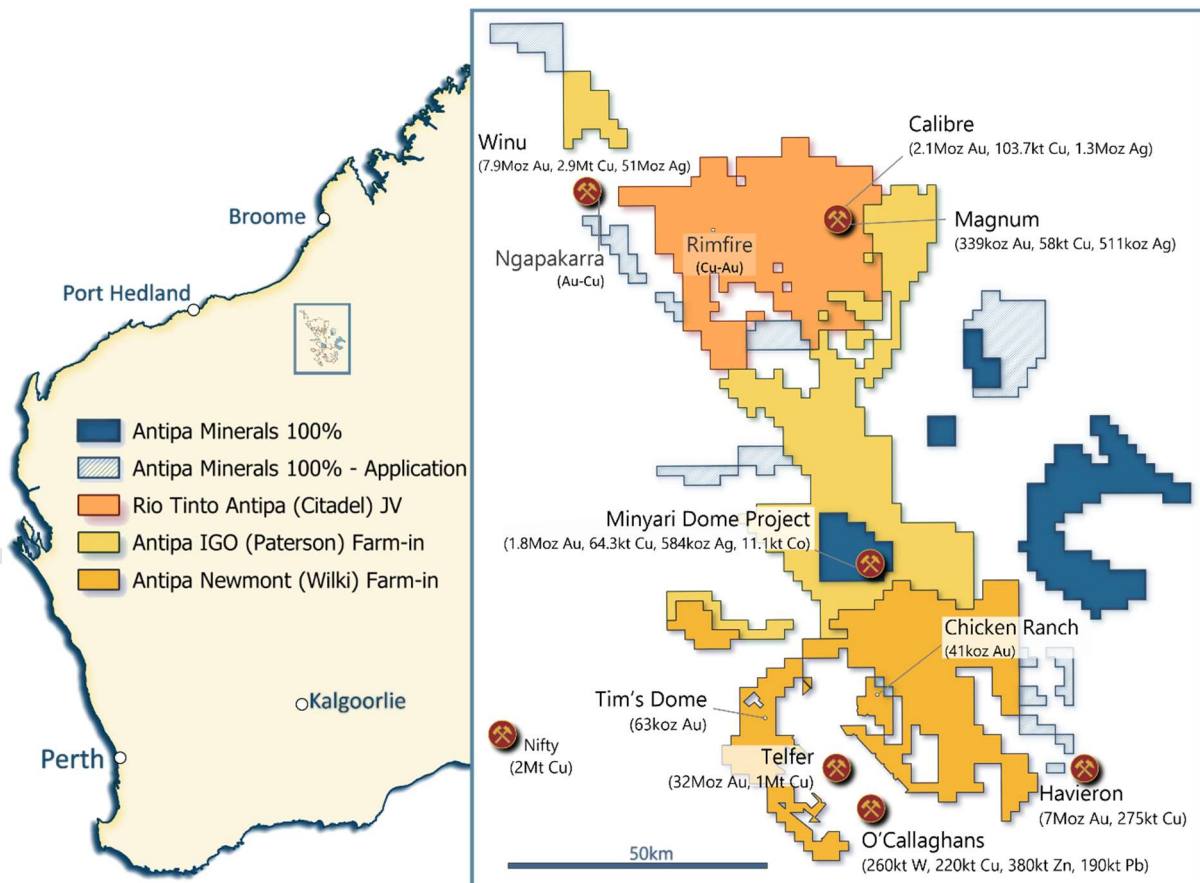 Broome
Port Hedland
Antipa Minerals 100%
Antipa Minerals 100% - Application
Rio Tinto Antipa (Citadel) JV
Antipa IGO (Paterson) Farm-in
Antipa Newmont (Wilki) Farm-in
Kalgoorlie
Perth
Winu
(7.9Moz Au, 2.9Mt Cu, 51Moz Ag)
Ngapakarra
(Au-Cu)
Rimfire
(Cu-Au)
Calibre
(2.1Moz Au, 103.7kt Cu, 1.3Moz Ag)
Magnum
(339koz Au, 58kt Cu, 511koz Ag)
Minyari Dome Project
(1.8Moz Au, 64.3kt Cu, 584koz Ag, 11.1kt Co)
Chicken Ranch
(41koz Au)
Tim's Dome
(63koz Au)
Nifty
(2Mt Cu)
Telfer
(32Moz Au, 1Mt Cu)
Havieron
(7Moz Au, 275kt Cu)
O'Callaghans
(260kt W, 220kt Cu, 380kt Zn, 190kt Pb)
50km